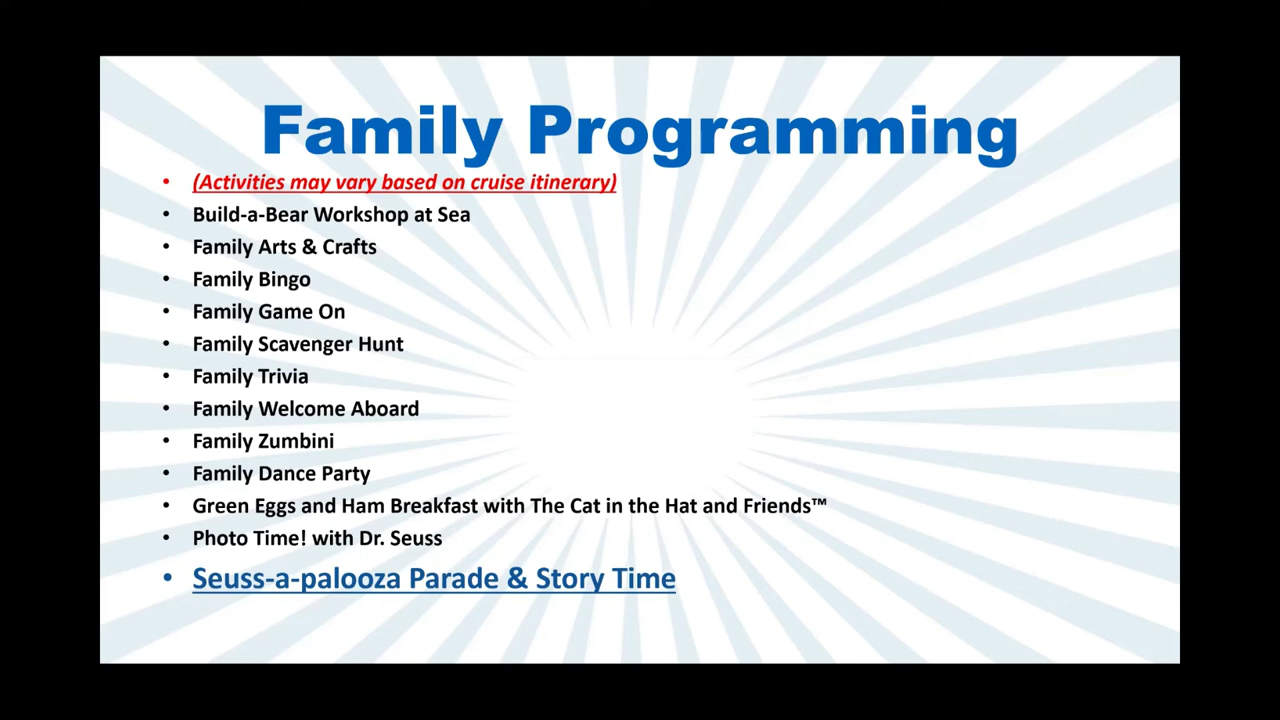 Family Programming
• (Activities may vary based on cruise itinerary)
• Build-a-Bear Workshop at Sea
• Family Arts & Crafts
• Family Bingo
• Family Game On
• Family Scavenger Hunt
• Family Trivia
• Family Welcome Aboard
• Family Zumbini
• Family Dance Party
• Green Eggs and Ham Breakfast with The Cat in the Hat and Friends™
• Photo Time! with Dr. Seuss
• Seuss-a-palooza Parade & Story Time